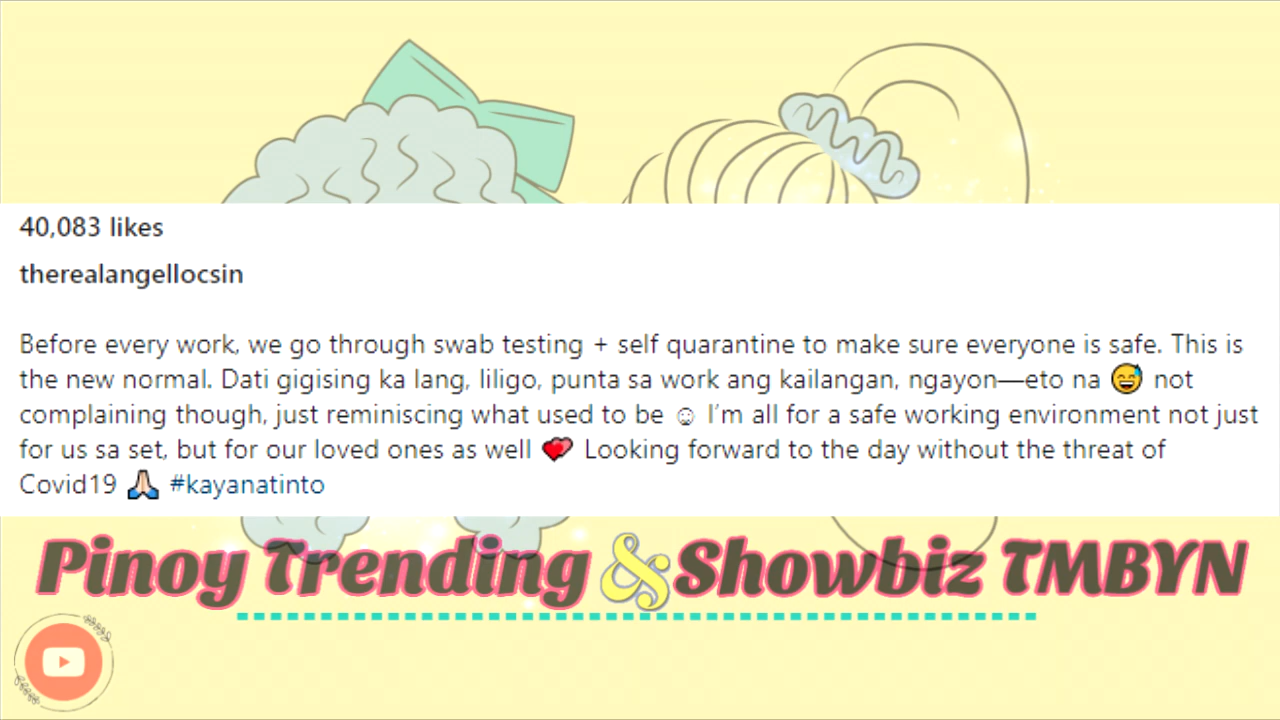 40,083 likes
therealangellocsin
Before every work, we go through swab testing + self quarantine to make sure everyone is safe. This is
the new normal. Dati gigising ka lang, liligo, punta sa work ang kailangan, ngayon—eto na 😅 not
complaining though, just reminiscing what used to be ☺ I'm all for a safe working environment not just
for us sa set, but for our loved ones as well 💕 Looking forward to the day without the threat of
Covid19 🙏🏻 #kayanatinto
Pinoy Trending & Showbiz TMBYN